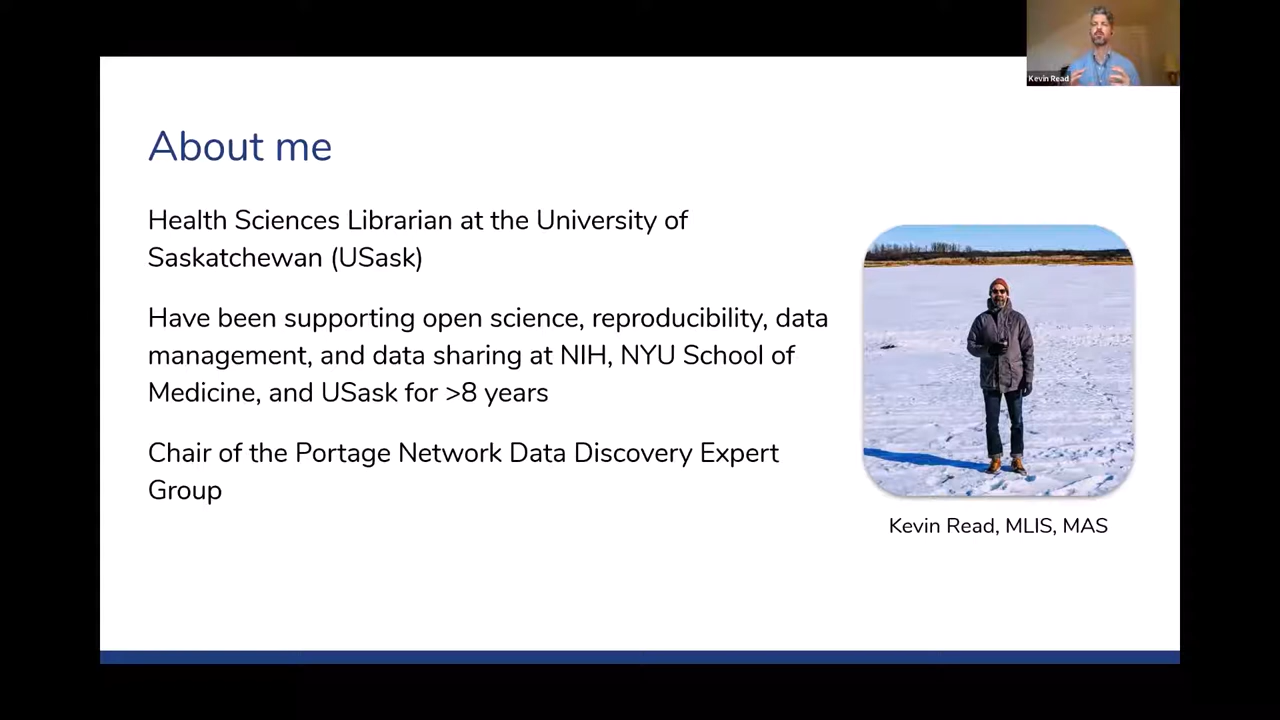 Kevin Read
About me
Health Sciences Librarian at the University of
Saskatchewan (USask)
Have been supporting open science, reproducibility, data
management, and data sharing at NIH, NYU School of
Medicine, and USask for >8 years
Chair of the Portage Network Data Discovery Expert
Group
Kevin Read, MLIS, MAS